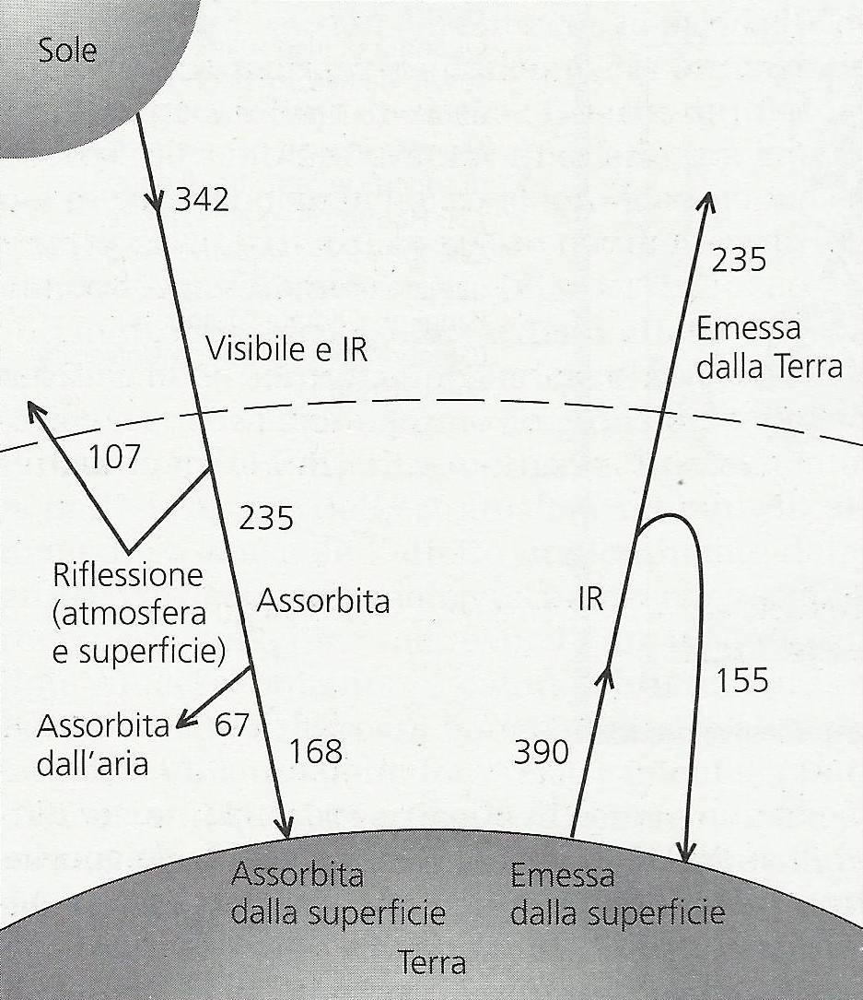 Sole
342
Visibile e IR
235
Emessa
dalla Terra
107
235
Riflessione
(atmosfera
e superficie)
Assorbita
IR
155
Assorbita
dall'aria
67
168
390
Assorbita
dalla superficie
Emessa
dalla superficie
Terra